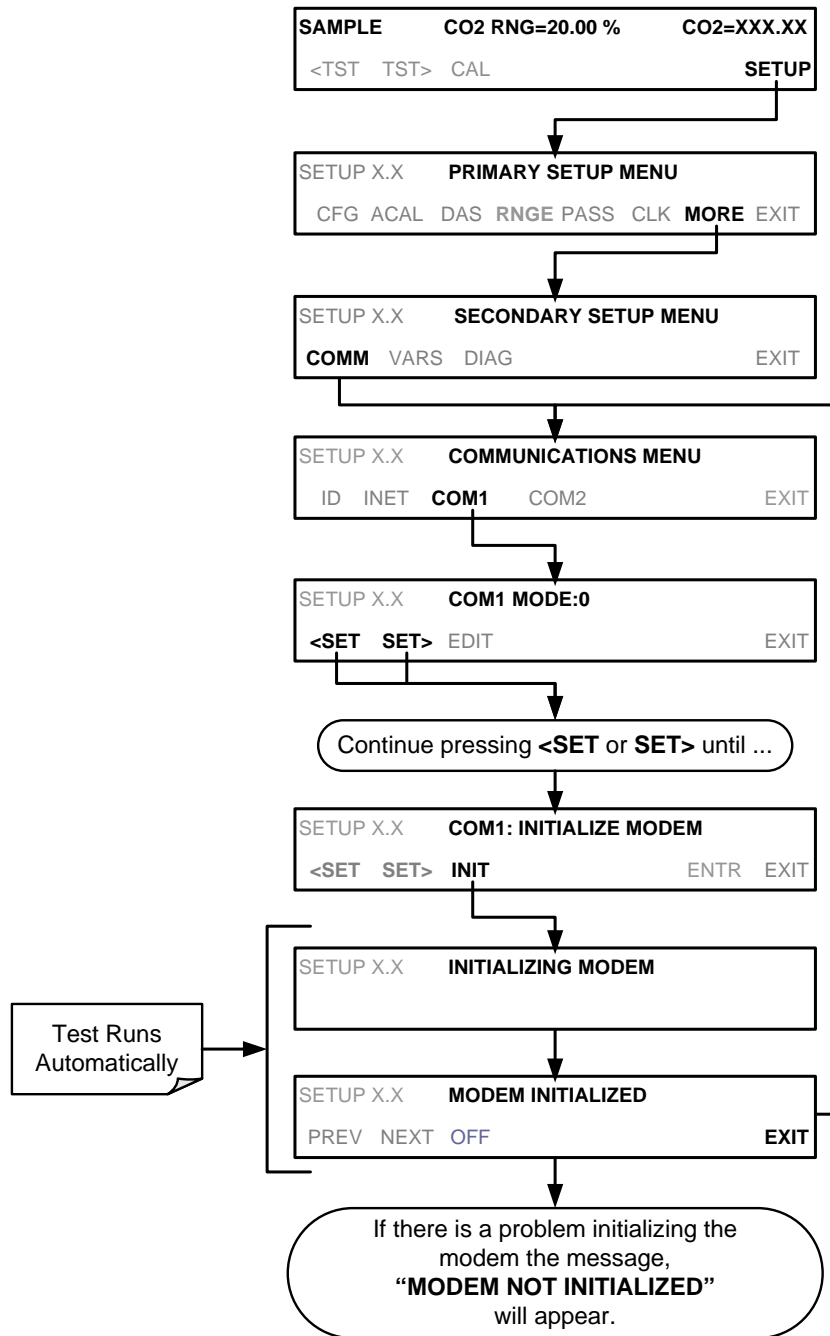 SAMPLE CO2 RNG=20.00 % CO2=XXX.XX
<TST TST> CAL SETUP
SETUP X.X PRIMARY SETUP MENU
CFG ACAL DAS RNGE PASS CLK MORE EXIT
SETUP X.X SECONDARY SETUP MENU
COMM VARS DIAG EXIT
SETUP X.X COMMUNICATIONS MENU
ID INET COM1 COM2 EXIT
SETUP X.X COM1 MODE:0
<SET SET> EDIT EXIT
Continue pressing <SET or SET> until ...
SETUP X.X COM1: INITIALIZE MODEM
<SET SET> INIT ENTR EXIT
SETUP X.X INITIALIZING MODEM
Test Runs
Automatically
SETUP X.X MODEM INITIALIZED
PREV NEXT OFF EXIT
If there is a problem initializing the
modem the message,
“MODEM NOT INITIALIZED”
will appear.